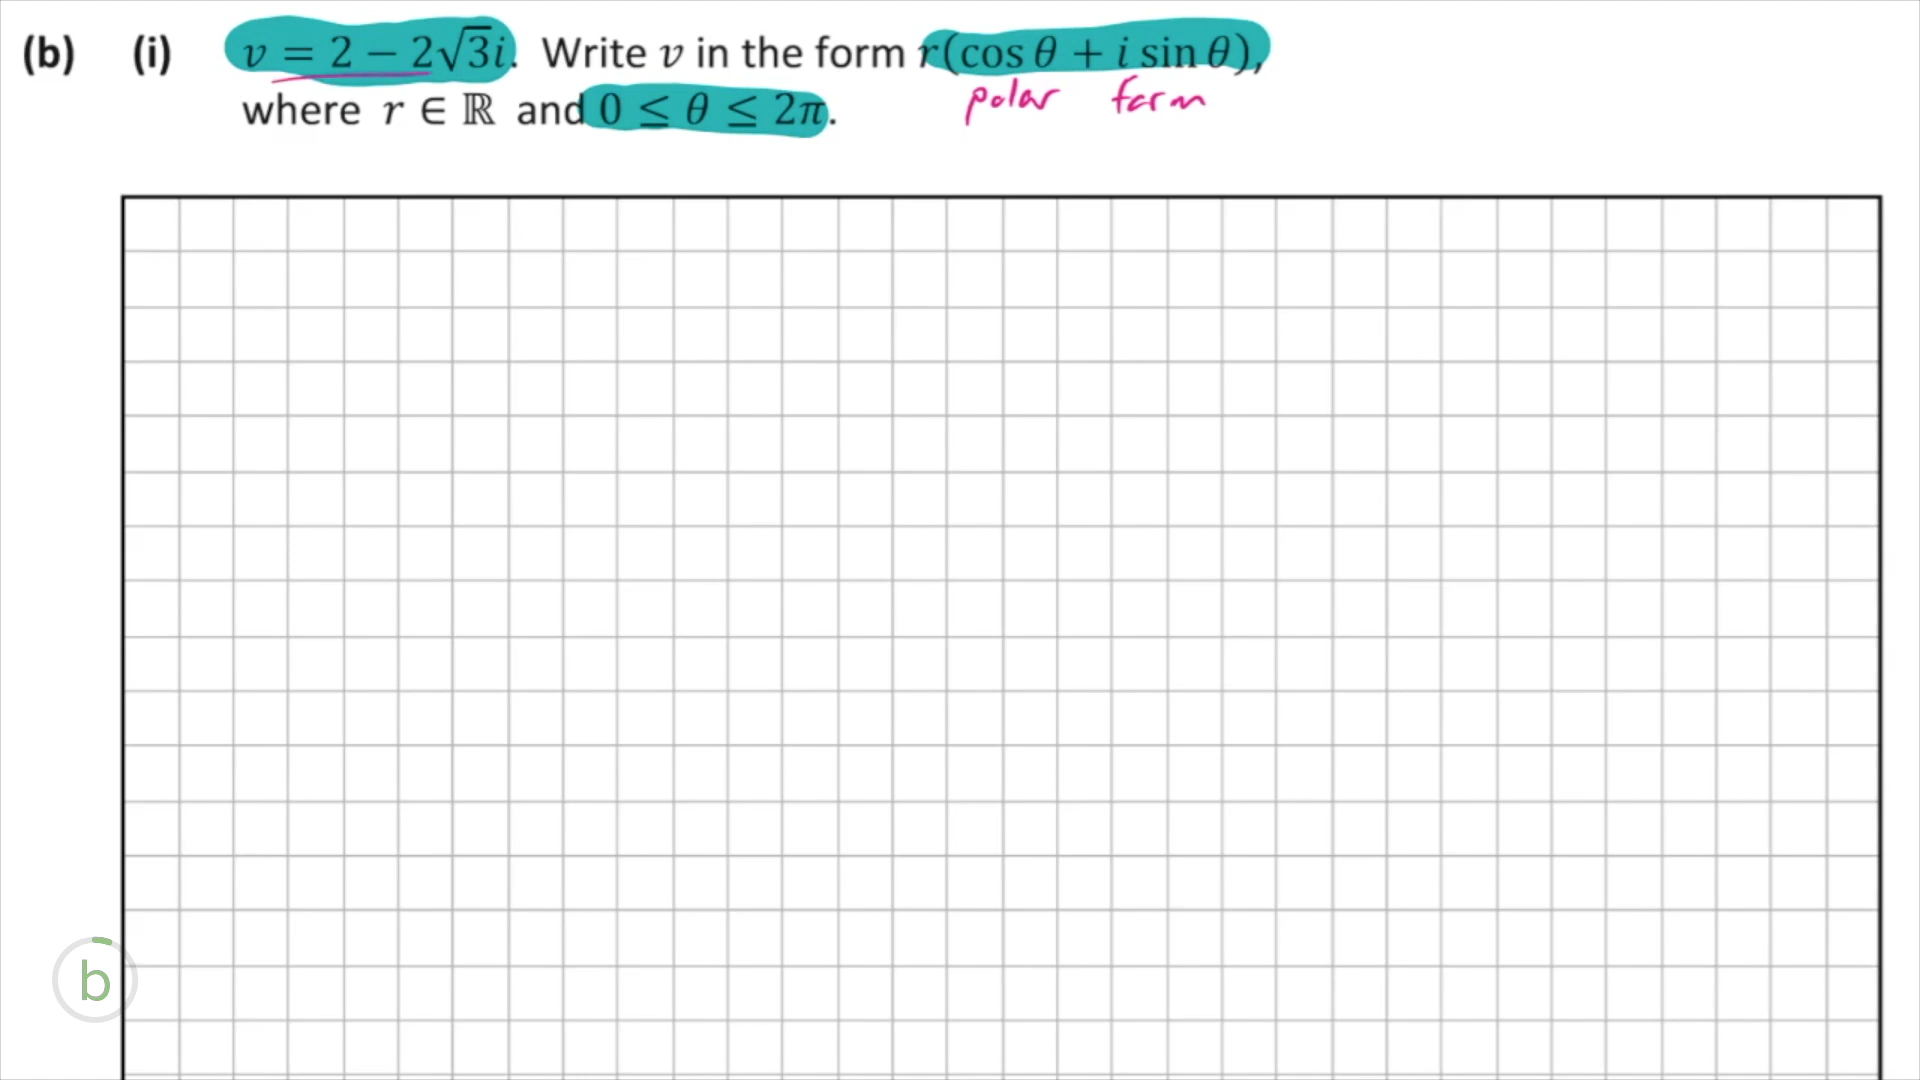 (b) (i) v = 2 − 2√3i. Write v in the form r(cos θ + i sin θ),
where r ∈ ℝ and 0 ≤ θ ≤ 2π.
polar form
b